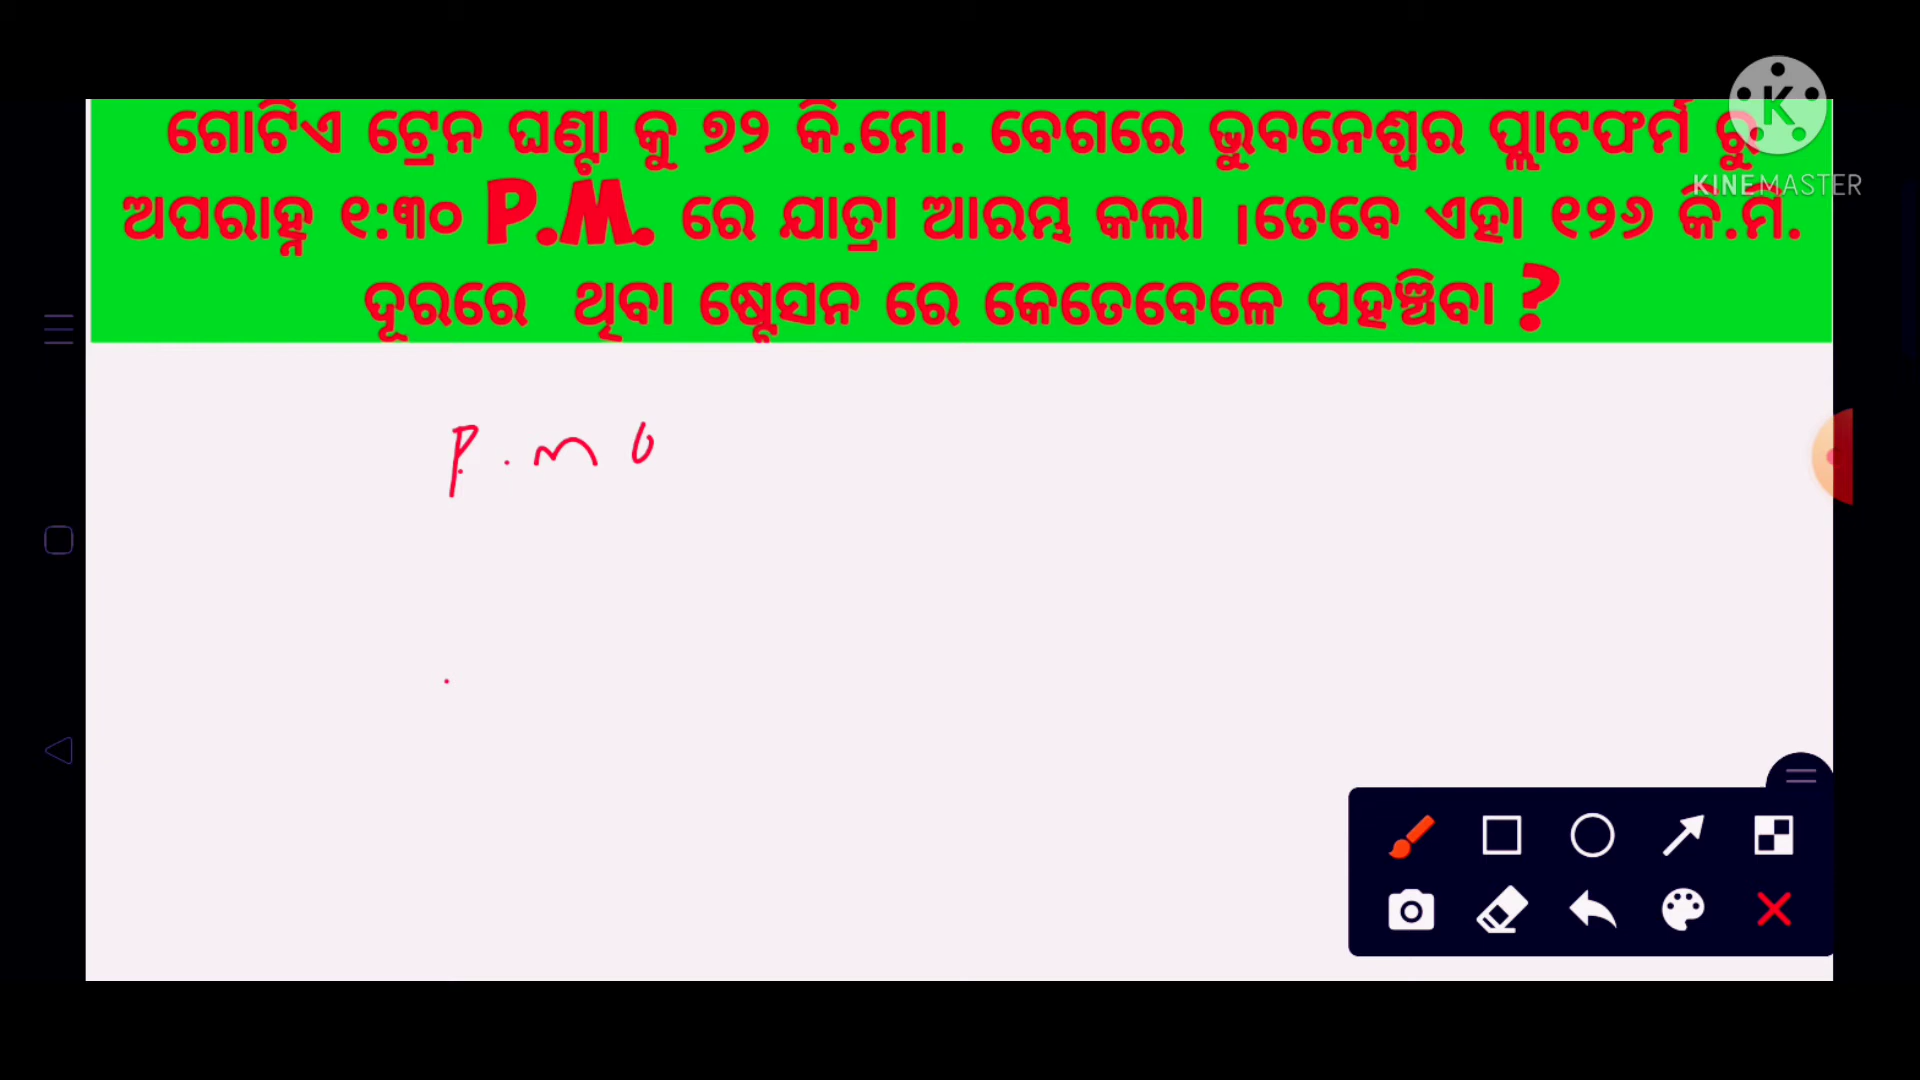 ଗୋଟିଏ ଟ୍ରେନ ଘଣ୍ଟା କୁ ୭୨ କି.ମୋ. ବେଗରେ ଭୁବନେଶ୍ୱର ପ୍ଲାଟଫର୍ମ ରୁ
KINEMASTER
ଅପରାହ୍ନ ୧:୩୦ P.M. ରେ ଯାତ୍ରା ଆରମ୍ଭ କଲା ।ତେବେ ଏହା ୧୨୬ କି.ମି.
ଦୂରରେ ଥିବା ଷ୍ଟେସନ ରେ କେତେବେଳେ ପହଞ୍ଚିବା ?
P.m